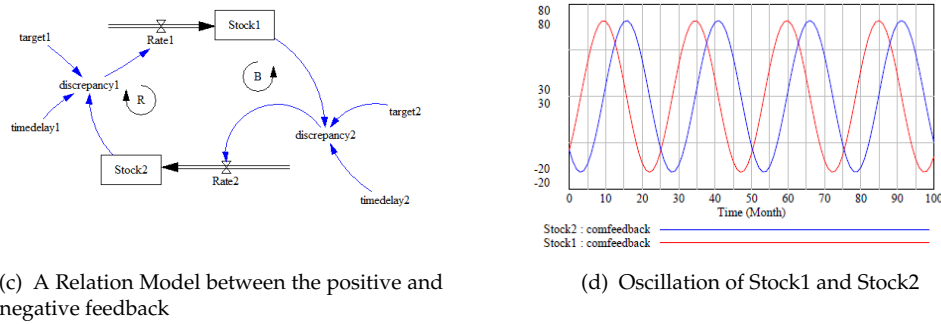 target1
Rate1
Stock1
discrepancy1
R
B
timedelay1
target2
discrepancy2
Stock2
Rate2
timedelay2
(c) A Relation Model between the positive and
negative feedback
80
80
30
30
-20
-20
0 10 20 30 40 50 60 70 80 90 100
Time (Month)
Stock2 : comfeedback
Stock1 : comfeedback
(d) Oscillation of Stock1 and Stock2